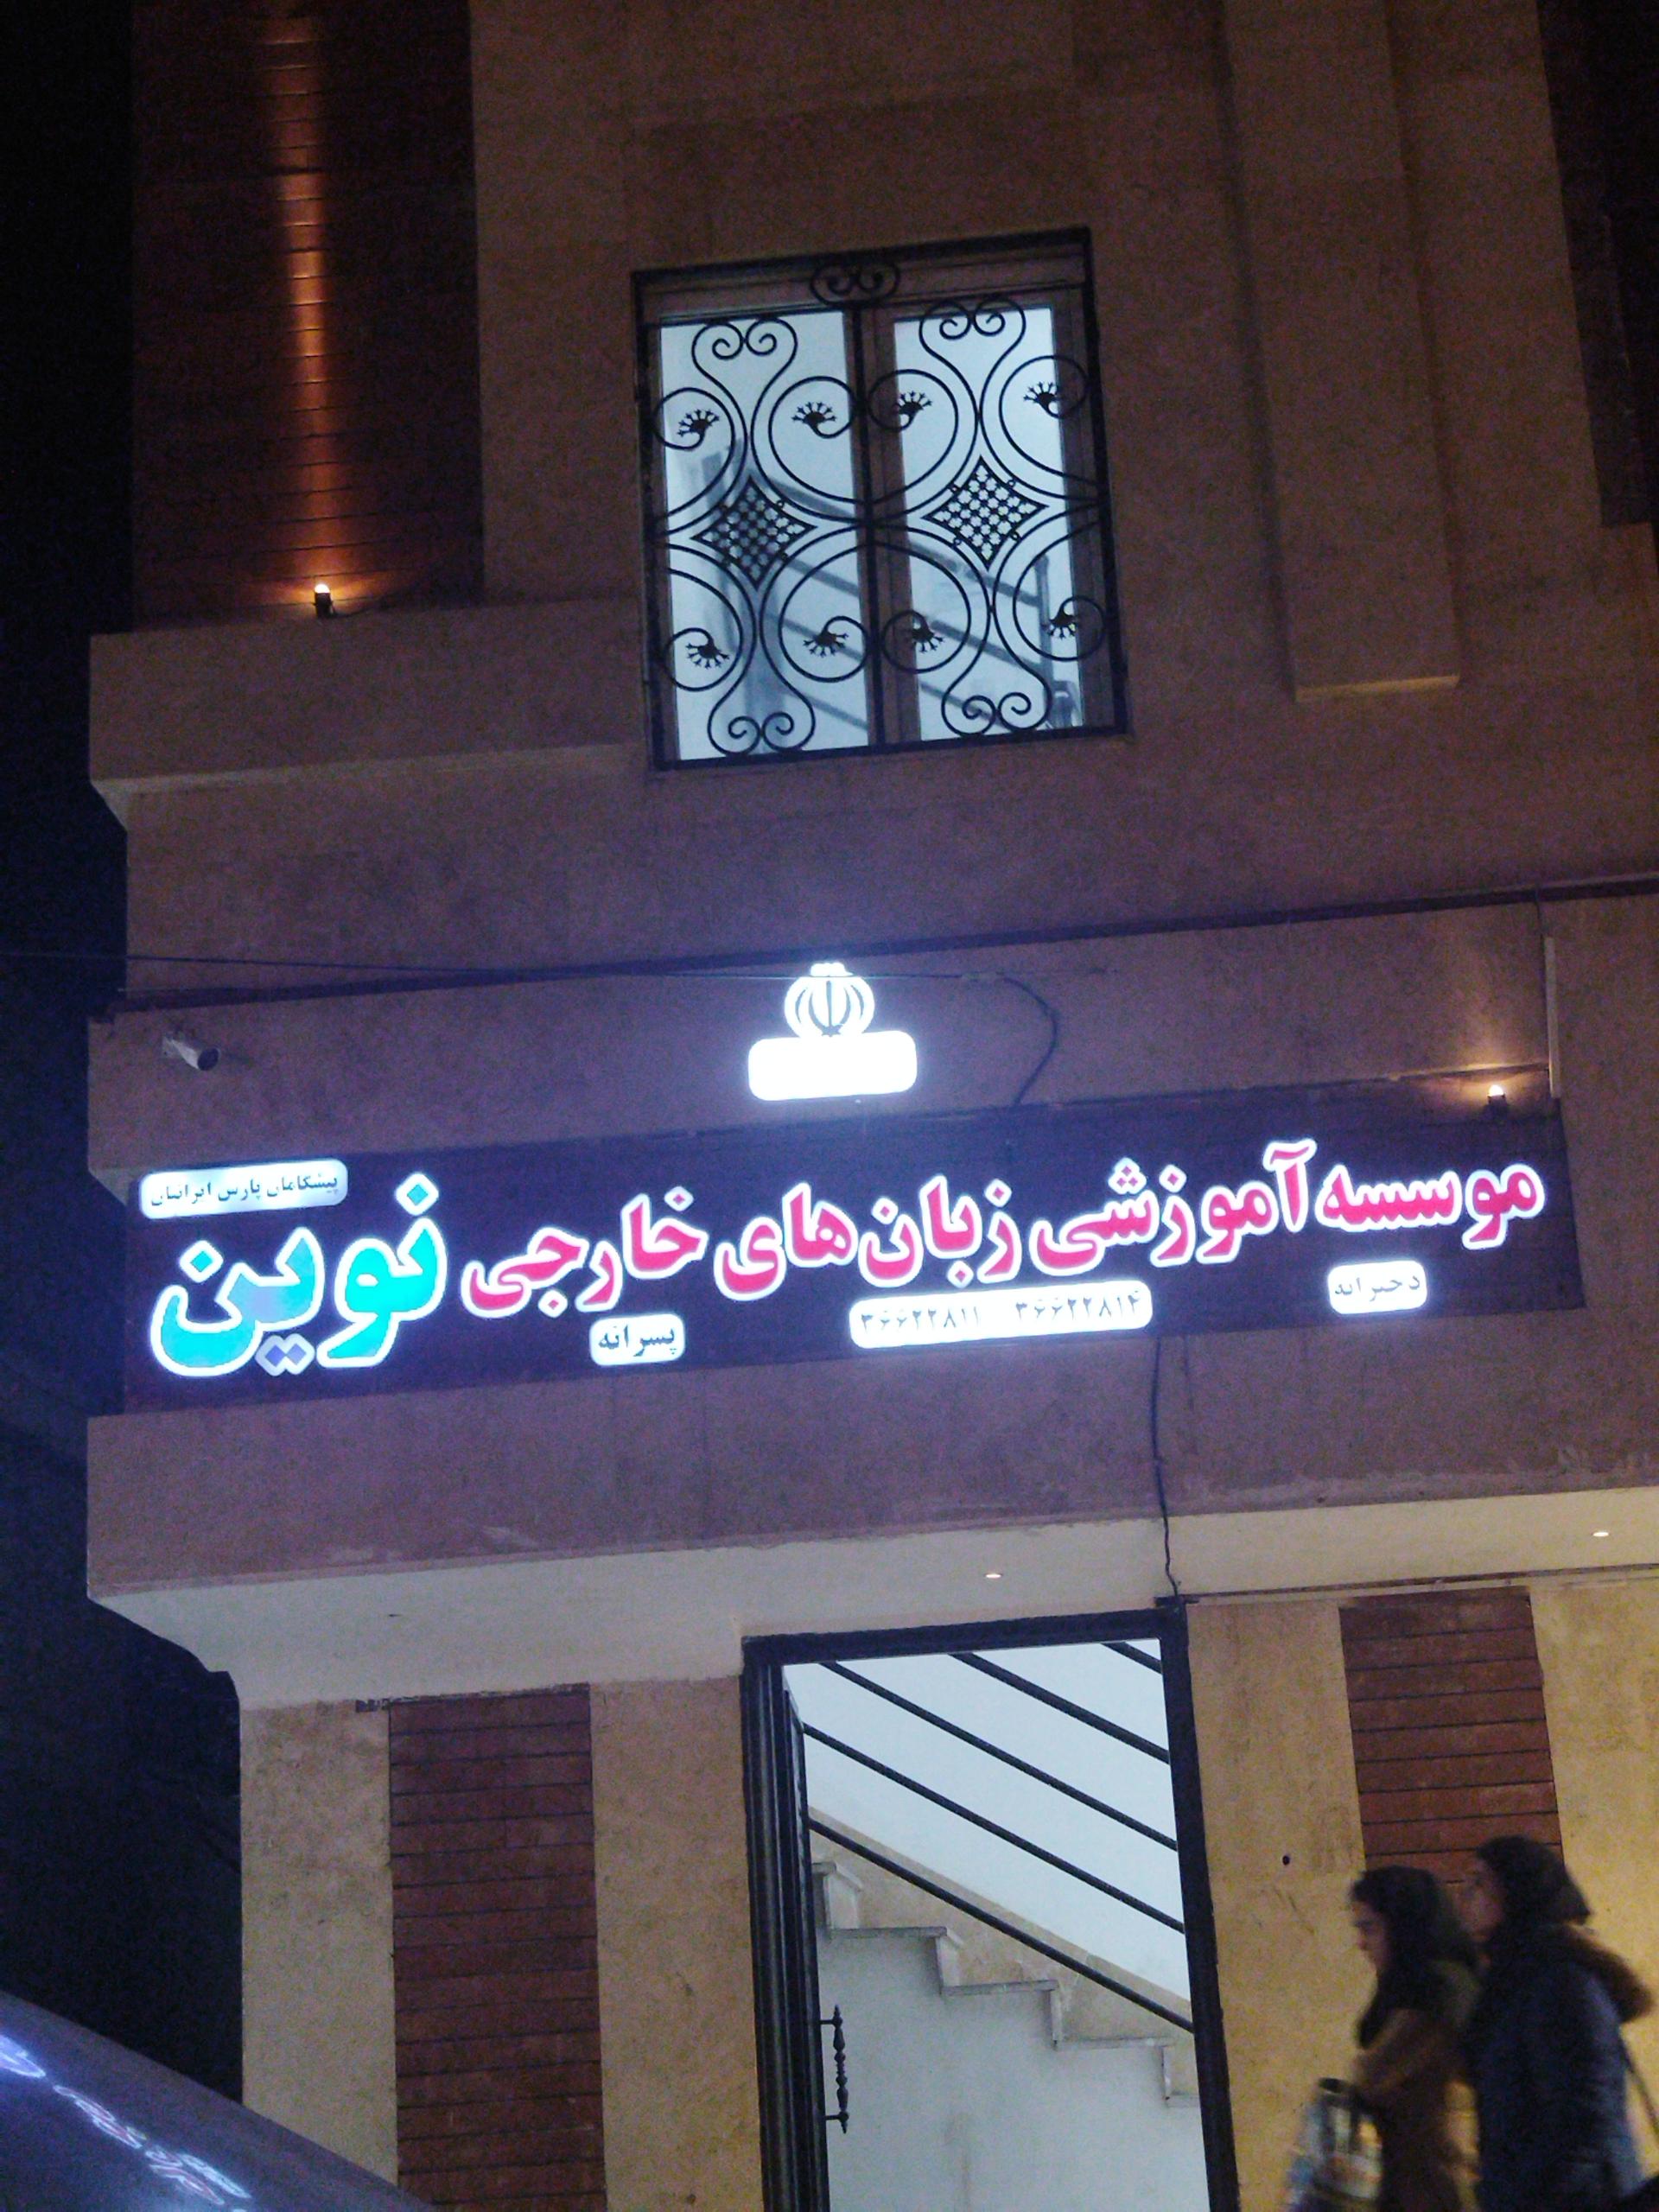 موسسه آموزشی زبان‌های خارجی نوین
پیشگامان پارس ایرانیان
دخترانه
۳۶۶۲۲۸۱۱ ۳۶۶۲۲۸۱۴
پسرانه